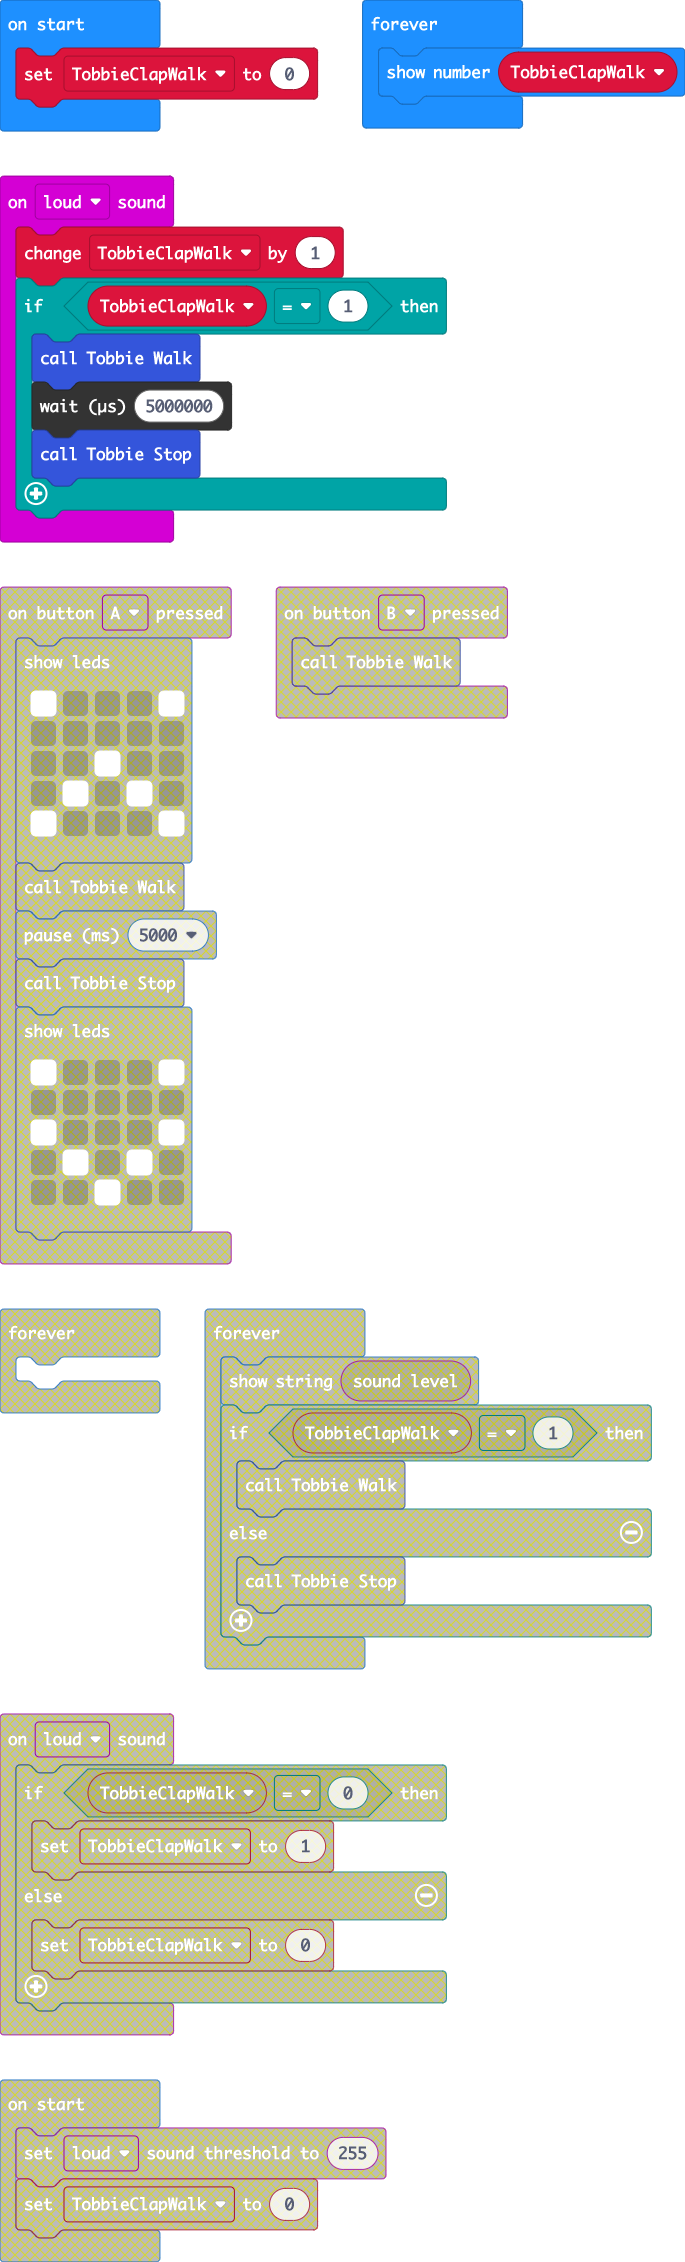 on start
set TobbieClapWalk to 0
forever
show number TobbieClapWalk
on loud sound
change TobbieClapWalk by 1
if TobbieClapWalk = 1 then
call Tobbie Walk
wait (µs) 5000000
call Tobbie Stop
on button A pressed
show leds
call Tobbie Walk
pause (ms) 5000
call Tobbie Stop
show leds
on button B pressed
call Tobbie Walk
forever
forever
show string sound level
if TobbieClapWalk = 1 then
call Tobbie Walk
else
call Tobbie Stop
on loud sound
if TobbieClapWalk = 0 then
set TobbieClapWalk to 1
else
set TobbieClapWalk to 0
on start
set loud sound threshold to 255
set TobbieClapWalk to 0